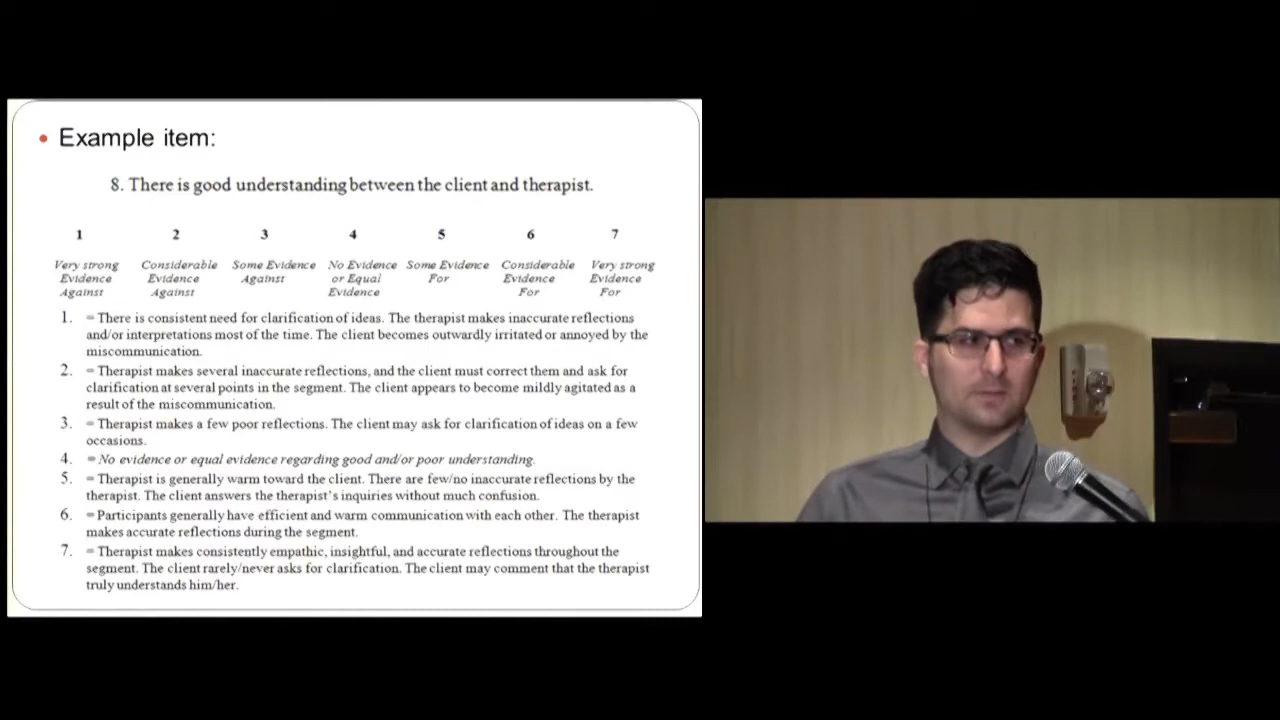 • Example item:
8. There is good understanding between the client and therapist.
1 2 3 4 5 6 7
Very strong Considerable Some Evidence No Evidence Some Evidence Considerable Very strong
Evidence Evidence Against or Equal For Evidence Evidence
Against Against Evidence For For
1. = There is consistent need for clarification of ideas. The therapist makes inaccurate reflections
and/or interpretations most of the time. The client becomes outwardly irritated or annoyed by the
miscommunication.
2. = Therapist makes several inaccurate reflections, and the client must correct them and ask for
clarification at several points in the segment. The client appears to become mildly agitated as a
result of the miscommunication.
3. = Therapist makes a few poor reflections. The client may ask for clarification of ideas on a few
occasions.
4. = No evidence or equal evidence regarding good and/or poor understanding.
5. = Therapist is generally warm toward the client. There are few/no inaccurate reflections by the
therapist. The client answers the therapist's inquiries without much confusion.
6. = Participants generally have efficient and warm communication with each other. The therapist
makes accurate reflections during the segment.
7. = Therapist makes consistently empathic, insightful, and accurate reflections throughout the
segment. The client rarely/never asks for clarification. The client may comment that the therapist
truly understands him/her.